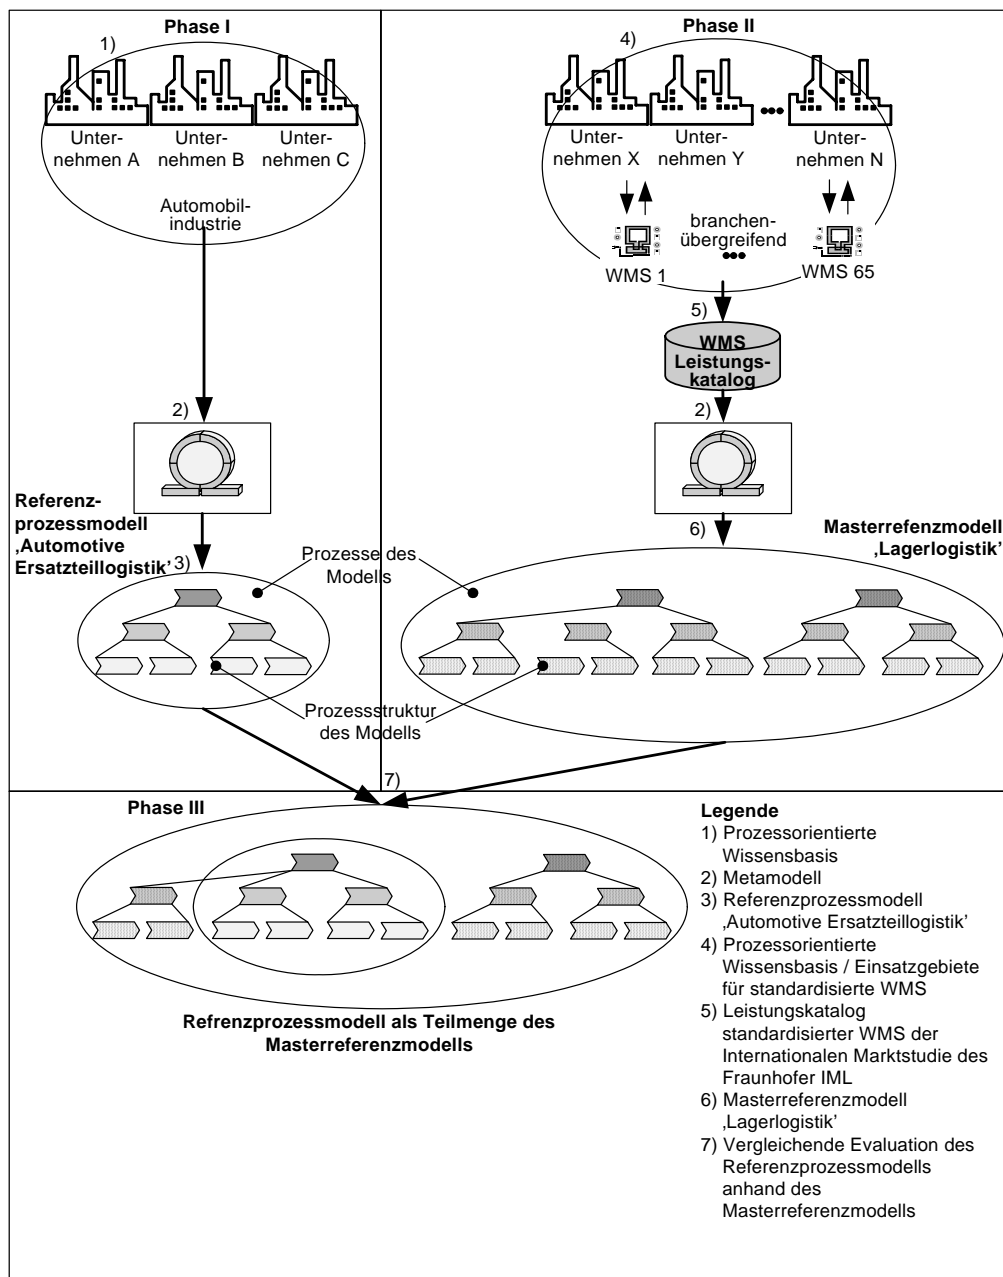 Phase I
1)
Unter-
nehmen A
Unter-
nehmen B
Unter-
nehmen C
Automobil-
industrie
2)
Referenz-
prozessmodell
‚Automotive
Ersatzteillogistik’
3)
Phase II
4)
Unter-
nehmen X
Unter-
nehmen Y
Unter-
nehmen N
branchen-
übergreifend
WMS 1
WMS 65
5)
WMS
Leistungs-
katalog
2)
6)
Masterrefenzmodell
‚Lagerlogistik’
Prozesse des
Modells
Prozessstruktur
des Modells
7)
Phase III
Refrenzprozessmodell als Teilmenge des
Masterreferenzmodells
Legende
1) Prozessorientierte
Wissensbasis
2) Metamodell
3) Referenzprozessmodell
‚Automotive Ersatzteillogistik’
4) Prozessorientierte
Wissensbasis / Einsatzgebiete
für standardisierte WMS
5) Leistungskatalog
standardisierter WMS der
Internationalen Marktstudie des
Fraunhofer IML
6) Masterreferenzmodell
‚Lagerlogistik’
7) Vergleichende Evaluation des
Referenzprozessmodells
anhand des
Masterreferenzmodells